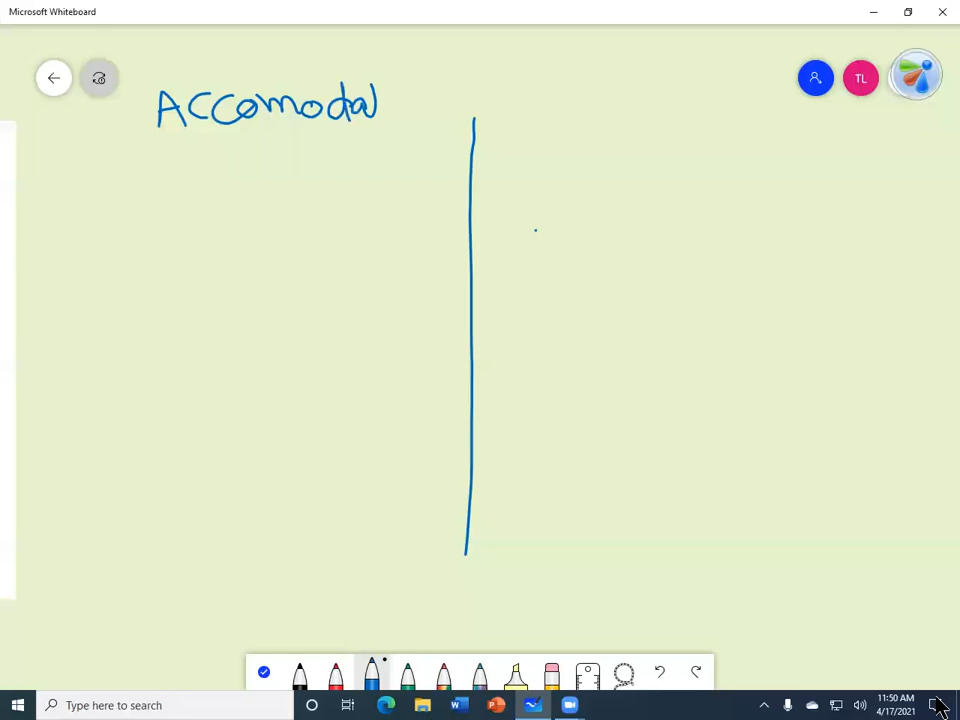 Microsoft Whiteboard
TL
Accomodal
Type here to search
11:50 AM
4/17/2021